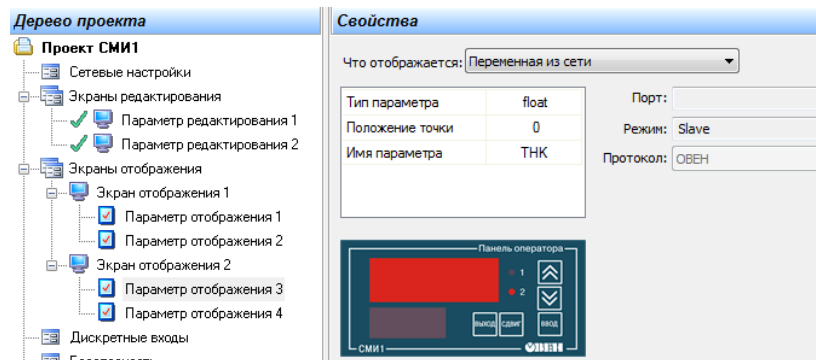 Дерево проекта
Проект СМИ1
Сетевые настройки
Экраны редактирования
Параметр редактирования 1
Параметр редактирования 2
Экраны отображения
Экран отображения 1
Параметр отображения 1
Параметр отображения 2
Экран отображения 2
Параметр отображения 3
Параметр отображения 4
Дискретные входы
Безопасность
Свойства
Что отображается: Переменная из сети
Тип параметра float
Положение точки 0
Имя параметра ТНК
Порт:
Режим: Slave
Протокол: ОВЕН
Панель оператора
1
2
ВЫХОД СДВИГ ВВОД
СМИ1 ОВЕН